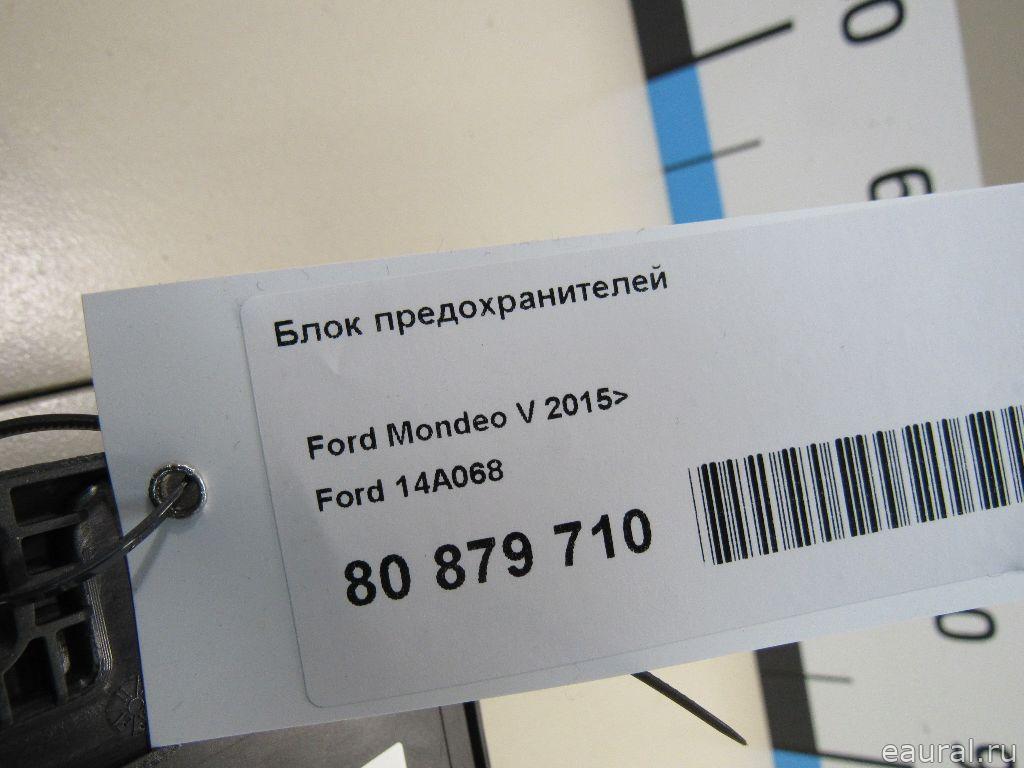 Блок предохранителей
Ford Mondeo V 2015>
Ford 14A068
80 879 710
eaural.ru